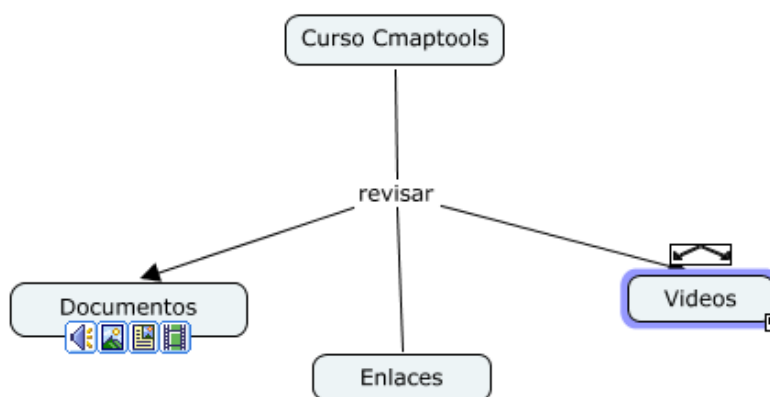 Curso Cmaptools
revisar
Documentos
Videos
Enlaces